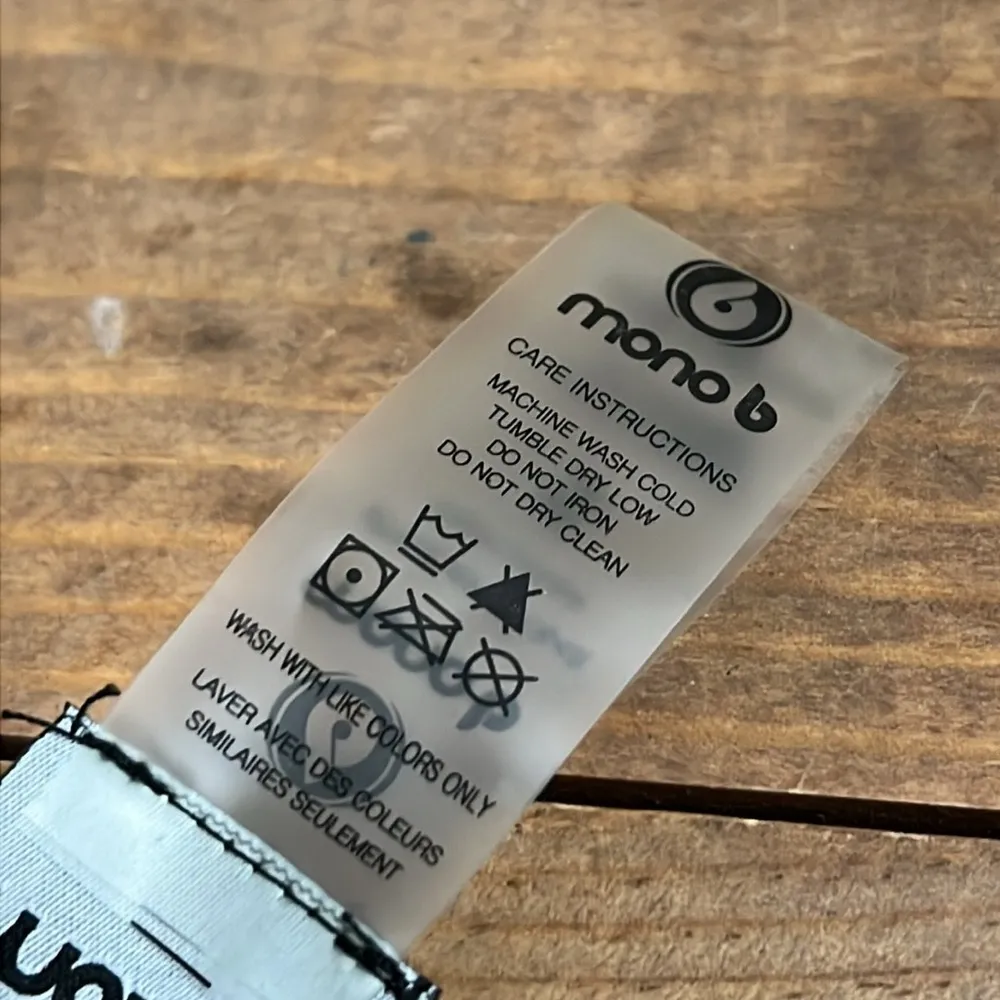 mono b
CARE INSTRUCTIONS
MACHINE WASH COLD
TUMBLE DRY LOW
DO NOT IRON
DO NOT DRY CLEAN
WASH WITH LIKE COLORS ONLY
LAVER AVEC DES COULEURS
SIMILAIRES SEULEMENT